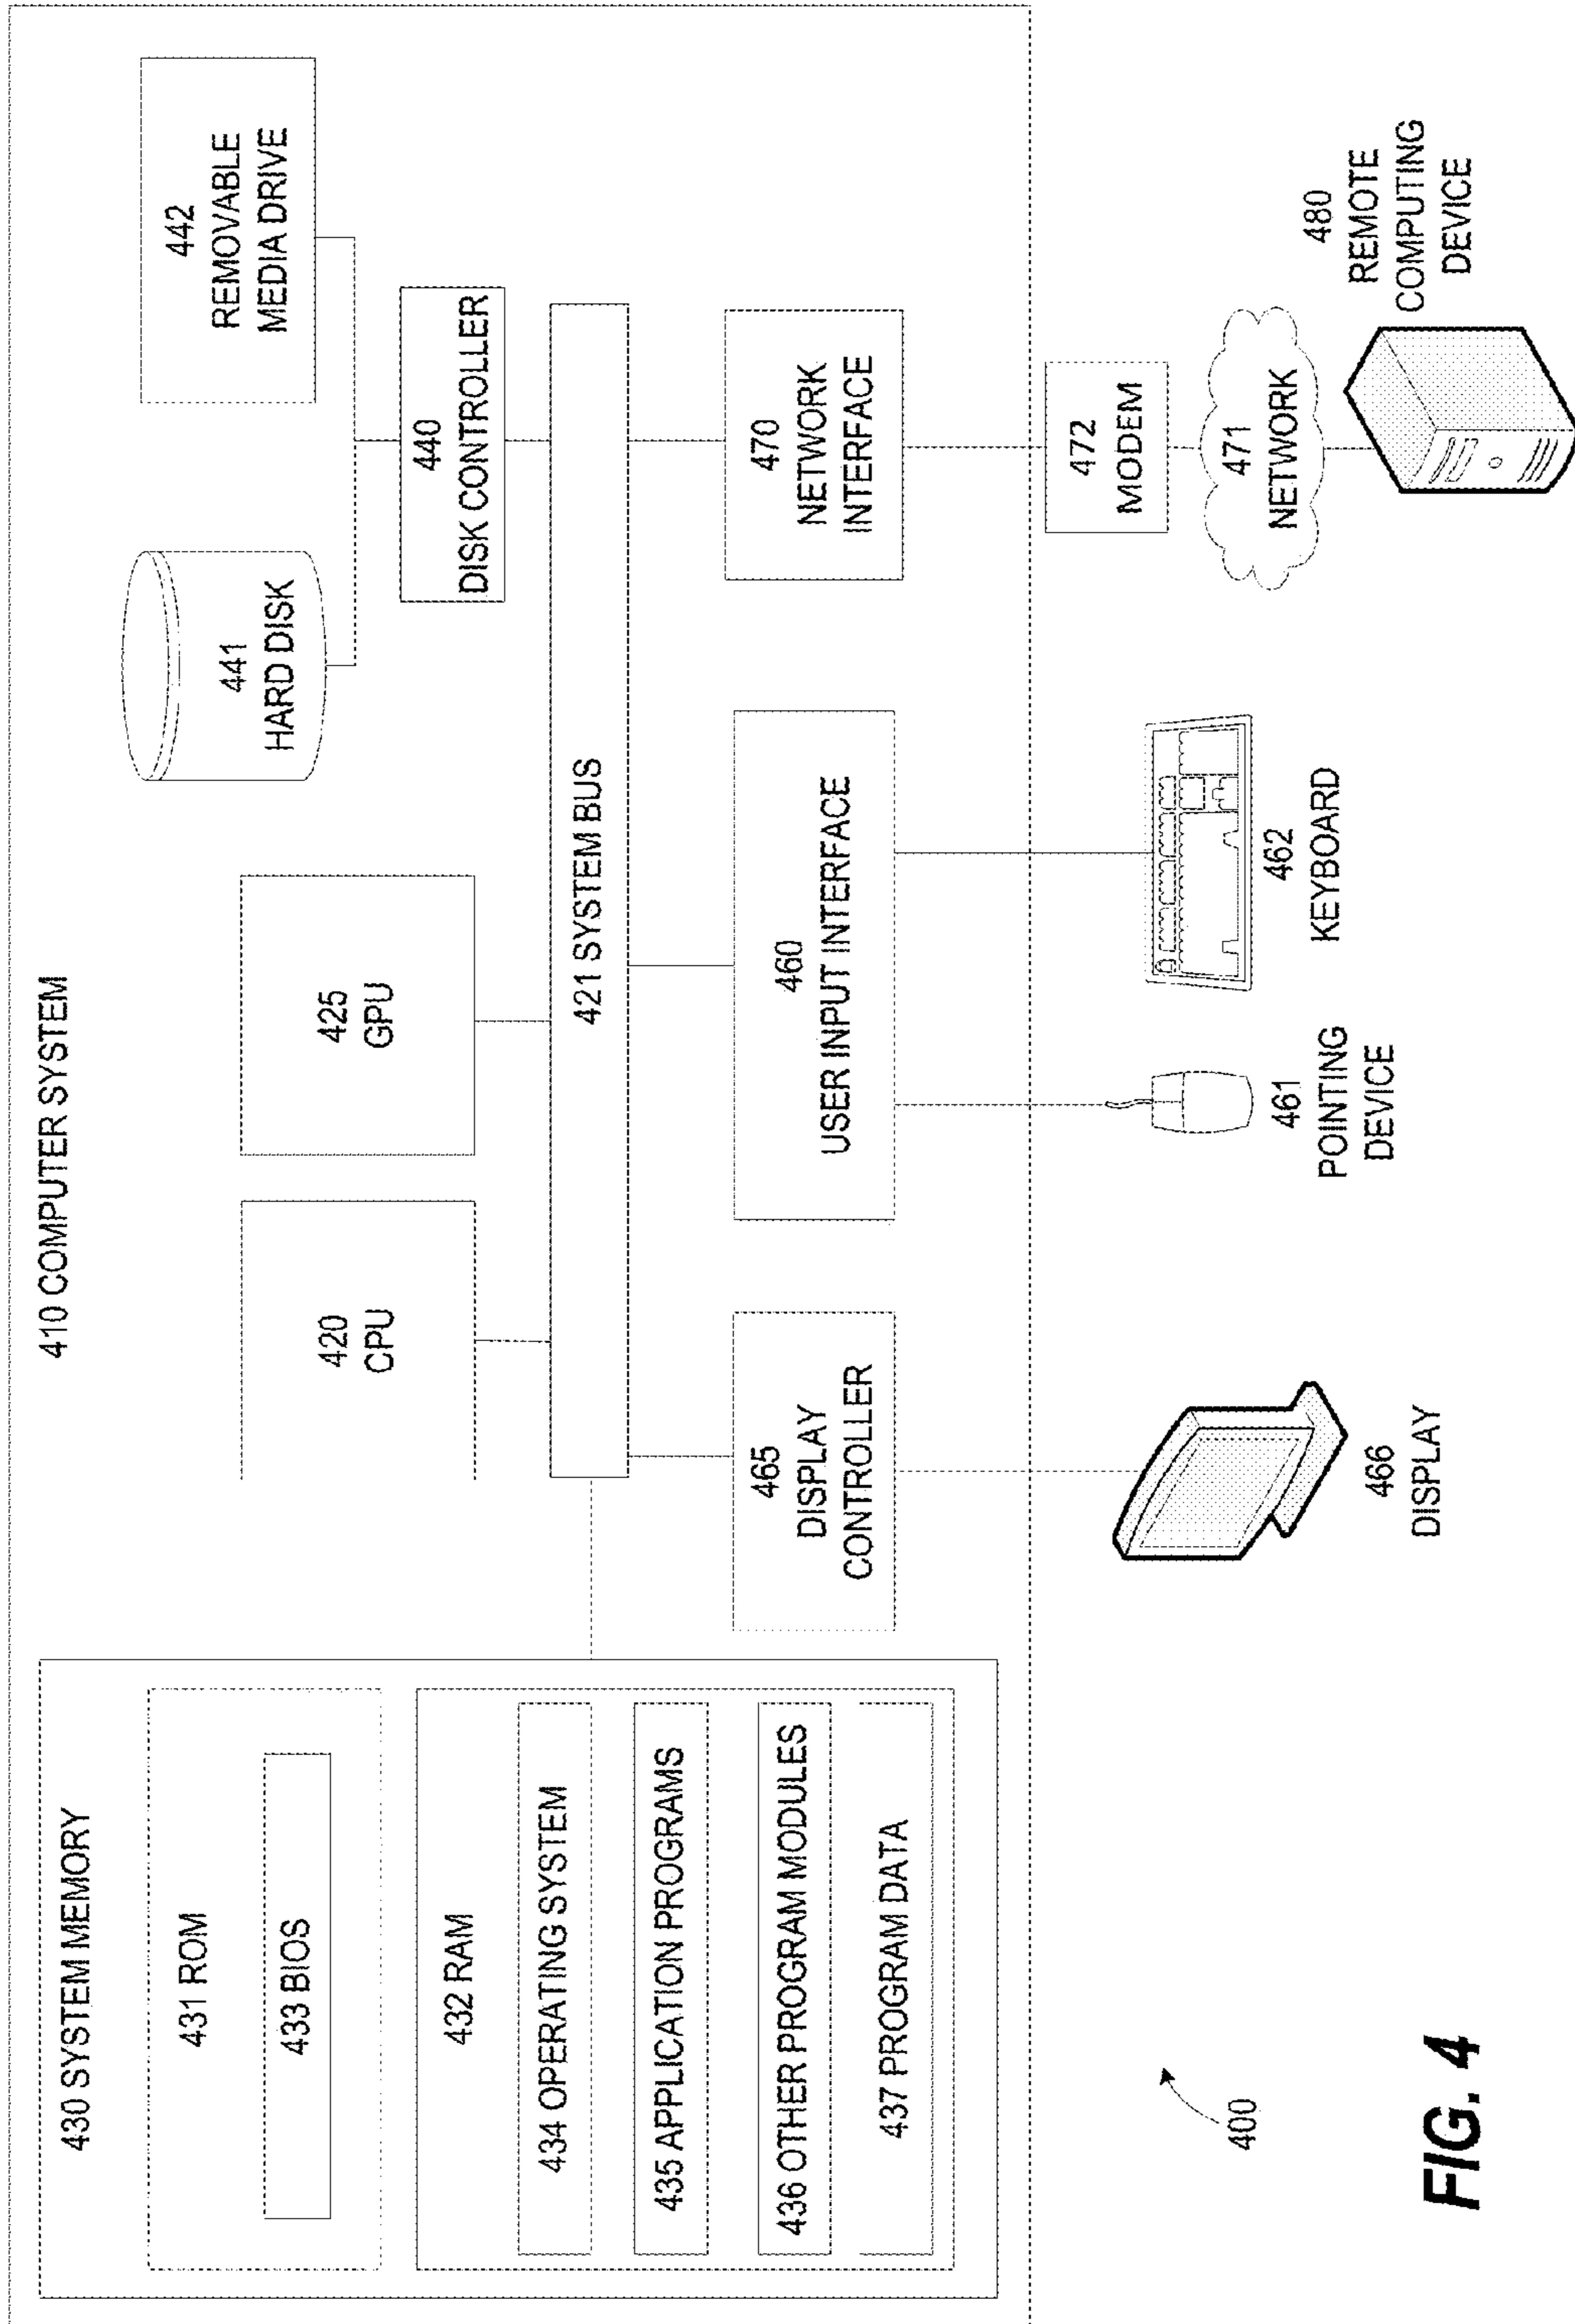 410 COMPUTER SYSTEM
430 SYSTEM MEMORY
431 ROM
433 BIOS
432 RAM
434 OPERATING SYSTEM
435 APPLICATION PROGRAMS
436 OTHER PROGRAM MODULES
437 PROGRAM DATA
420
CPU
425
GPU
441
HARD DISK
442
REMOVABLE
MEDIA DRIVE
440
DISK CONTROLLER
421 SYSTEM BUS
465
DISPLAY
CONTROLLER
460
USER INPUT INTERFACE
470
NETWORK
INTERFACE
472
MODEM
471
NETWORK
466
DISPLAY
461
POINTING
DEVICE
462
KEYBOARD
480
REMOTE
COMPUTING
DEVICE
400
FIG. 4